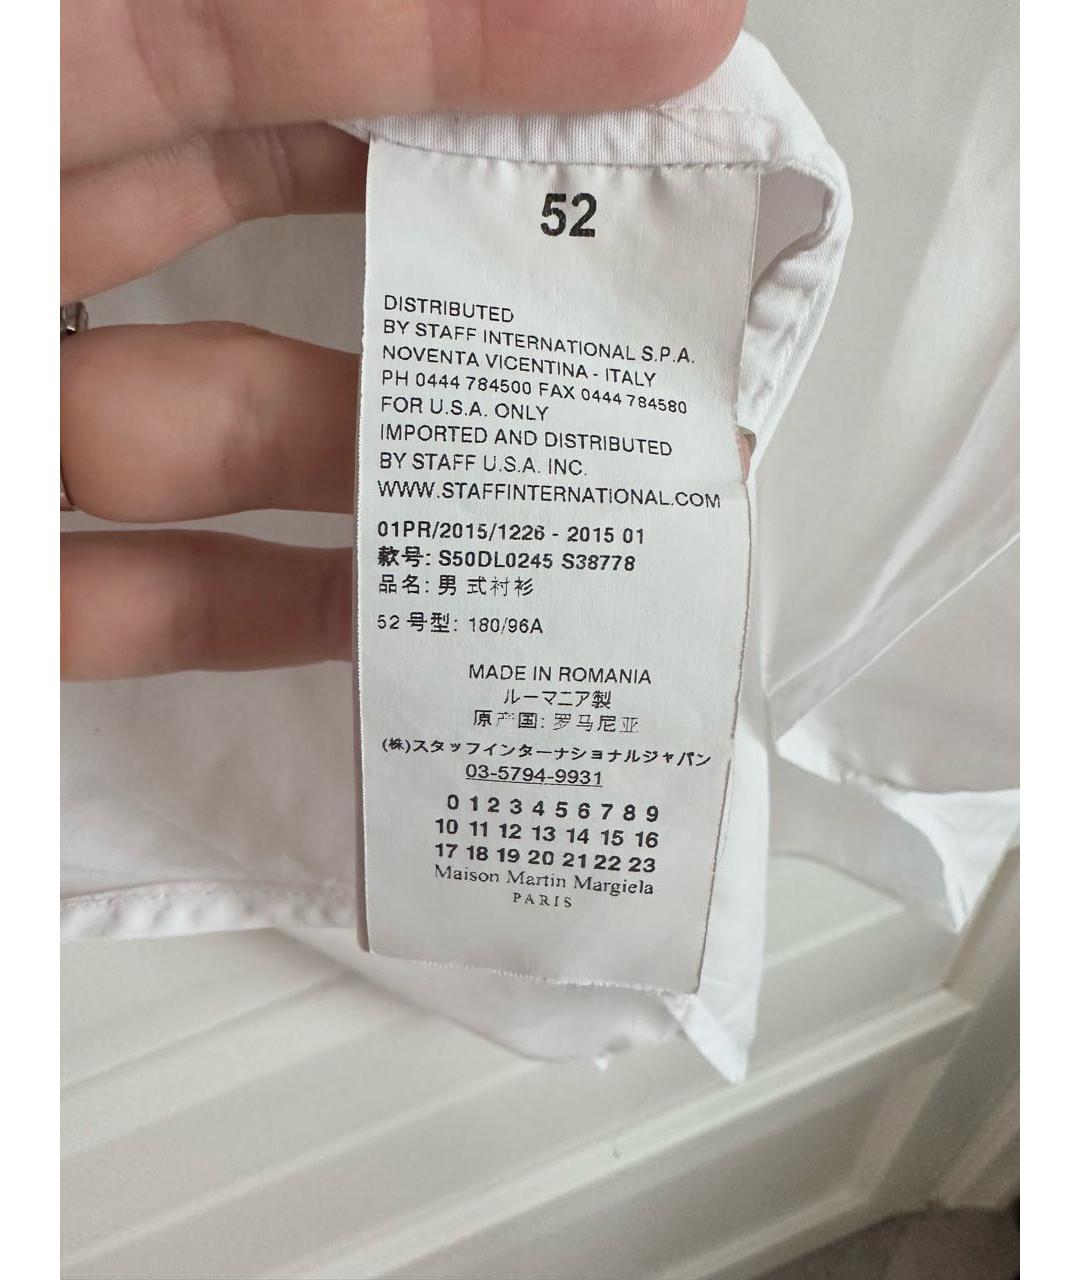 52
DISTRIBUTED
BY STAFF INTERNATIONAL S.P.A.
NOVENTA VICENTINA - ITALY
PH 0444 784500 FAX 0444 784580
FOR U.S.A. ONLY
IMPORTED AND DISTRIBUTED
BY STAFF U.S.A. INC.
WWW.STAFFINTERNATIONAL.COM
01PR/2015/1226 - 2015 01
款号: S50DL0245 S38778
品名: 男 式衬衫
52 号型: 180/96A
MADE IN ROMANIA
ルーマニア製
原产国: 罗马尼亚
(株)スタッフインターナショナルジャパン
03-5794-9931
0 1 2 3 4 5 6 7 8 9
10 11 12 13 14 15 16
17 18 19 20 21 22 23
Maison Martin Margiela
PARIS